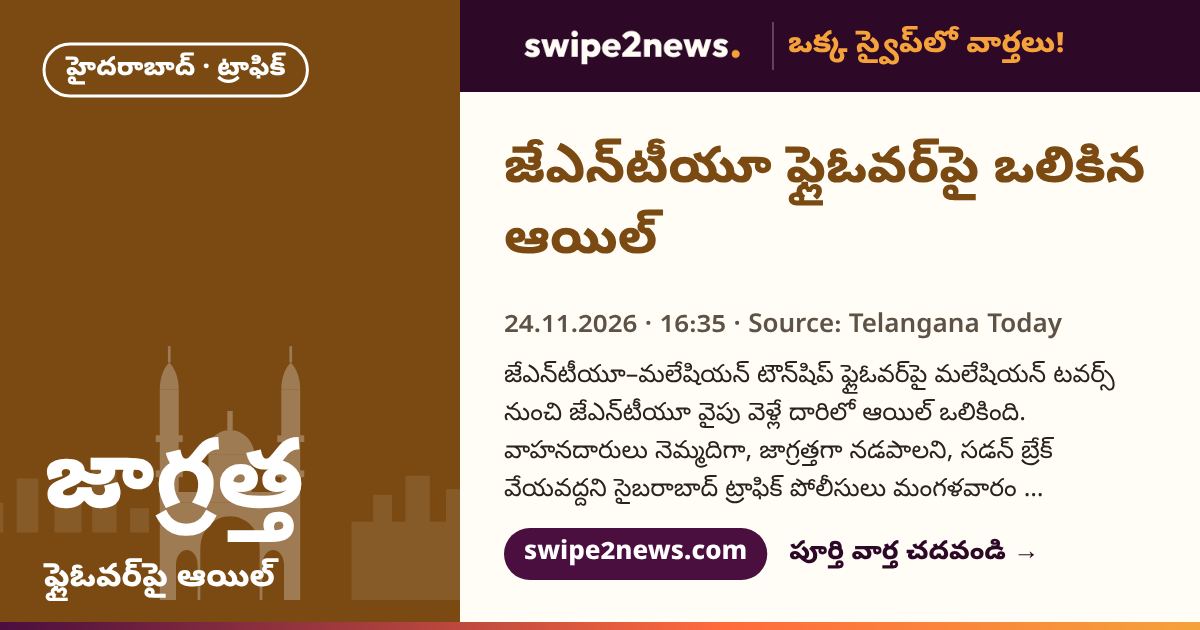 హైదరాబాద్ · ట్రాఫిక్
జాగ్రత్త
ఫ్లైఓవర్‌పై ఆయిల్
swipe2news. ఒక్క స్వైప్‌లో వార్తలు!
జేఎన్‌టీయూ ఫ్లైఓవర్‌పై ఒలికిన
ఆయిల్
24.11.2026 · 16:35 · Source: Telangana Today
జేఎన్‌టీయూ–మలేషియన్ టౌన్‌షిప్ ఫ్లైఓవర్‌పై మలేషియన్ టవర్స్
నుంచి జేఎన్‌టీయూ వైపు వెళ్లే దారిలో ఆయిల్ ఒలికింది.
వాహనదారులు నెమ్మదిగా, జాగ్రత్తగా నడపాలని, సడన్ బ్రేక్
వేయవద్దని సైబరాబాద్ ట్రాఫిక్ పోలీసులు మంగళవారం ...
swipe2news.com పూర్తి వార్త చదవండి →